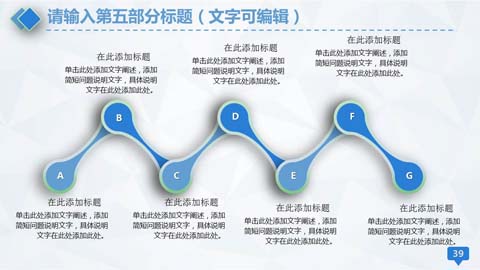 请输入第五部分标题（文字可编辑）
在此添加标题
单击此处添加文字阐述，添加
简短问题说明文字，具体说明
文字在此处添加此处。
在此添加标题
单击此处添加文字阐述，添加
简短问题说明文字，具体说明
文字在此处添加此处。
在此添加标题
单击此处添加文字阐述，添加
简短问题说明文字，具体说明
文字在此处添加此处。
B
D
F
A
C
E
G
在此添加标题
单击此处添加文字阐述，添加
简短问题说明文字，具体说明
文字在此处添加此处。
在此添加标题
单击此处添加文字阐述，添加
简短问题说明文字，具体说明
文字在此处添加此处。
在此添加标题
单击此处添加文字阐述，添加
简短问题说明文字，具体说明
文字在此处添加此处。
在此添加标题
单击此处添加文字阐述，添加
简短问题说明文字，具体说明
文字在此处添加此处。
39